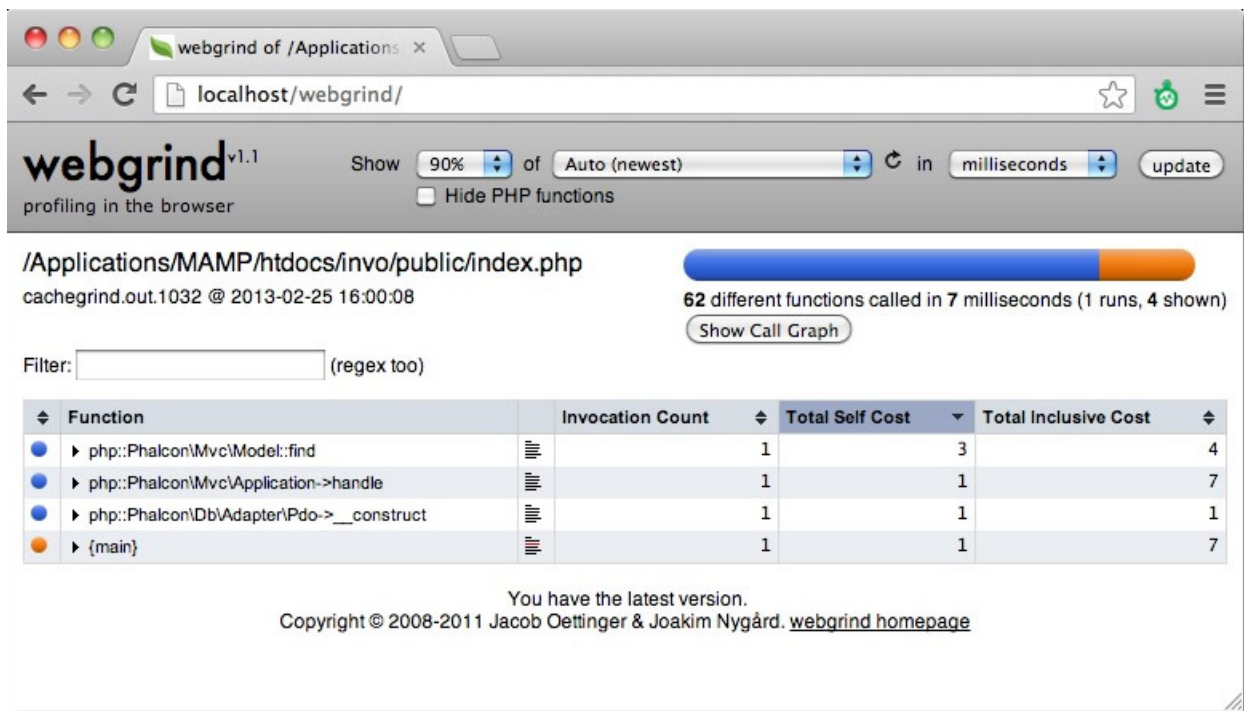 webgrind of /Applications
localhost/webgrind/
webgrind v1.1
profiling in the browser
Show 90% of Auto (newest) in milliseconds update
Hide PHP functions
/Applications/MAMP/htdocs/invo/public/index.php
cachegrind.out.1032 @ 2013-02-25 16:00:08
62 different functions called in 7 milliseconds (1 runs, 4 shown)
Show Call Graph
Filter: (regex too)
Function Invocation Count Total Self Cost Total Inclusive Cost
php::Phalcon\Mvc\Model::find 1 3 4
php::Phalcon\Mvc\Application->handle 1 1 7
php::Phalcon\Db\Adapter\Pdo->__construct 1 1 1
{main} 1 1 7
You have the latest version.
Copyright © 2008-2011 Jacob Oettinger & Joakim Nygård. webgrind homepage